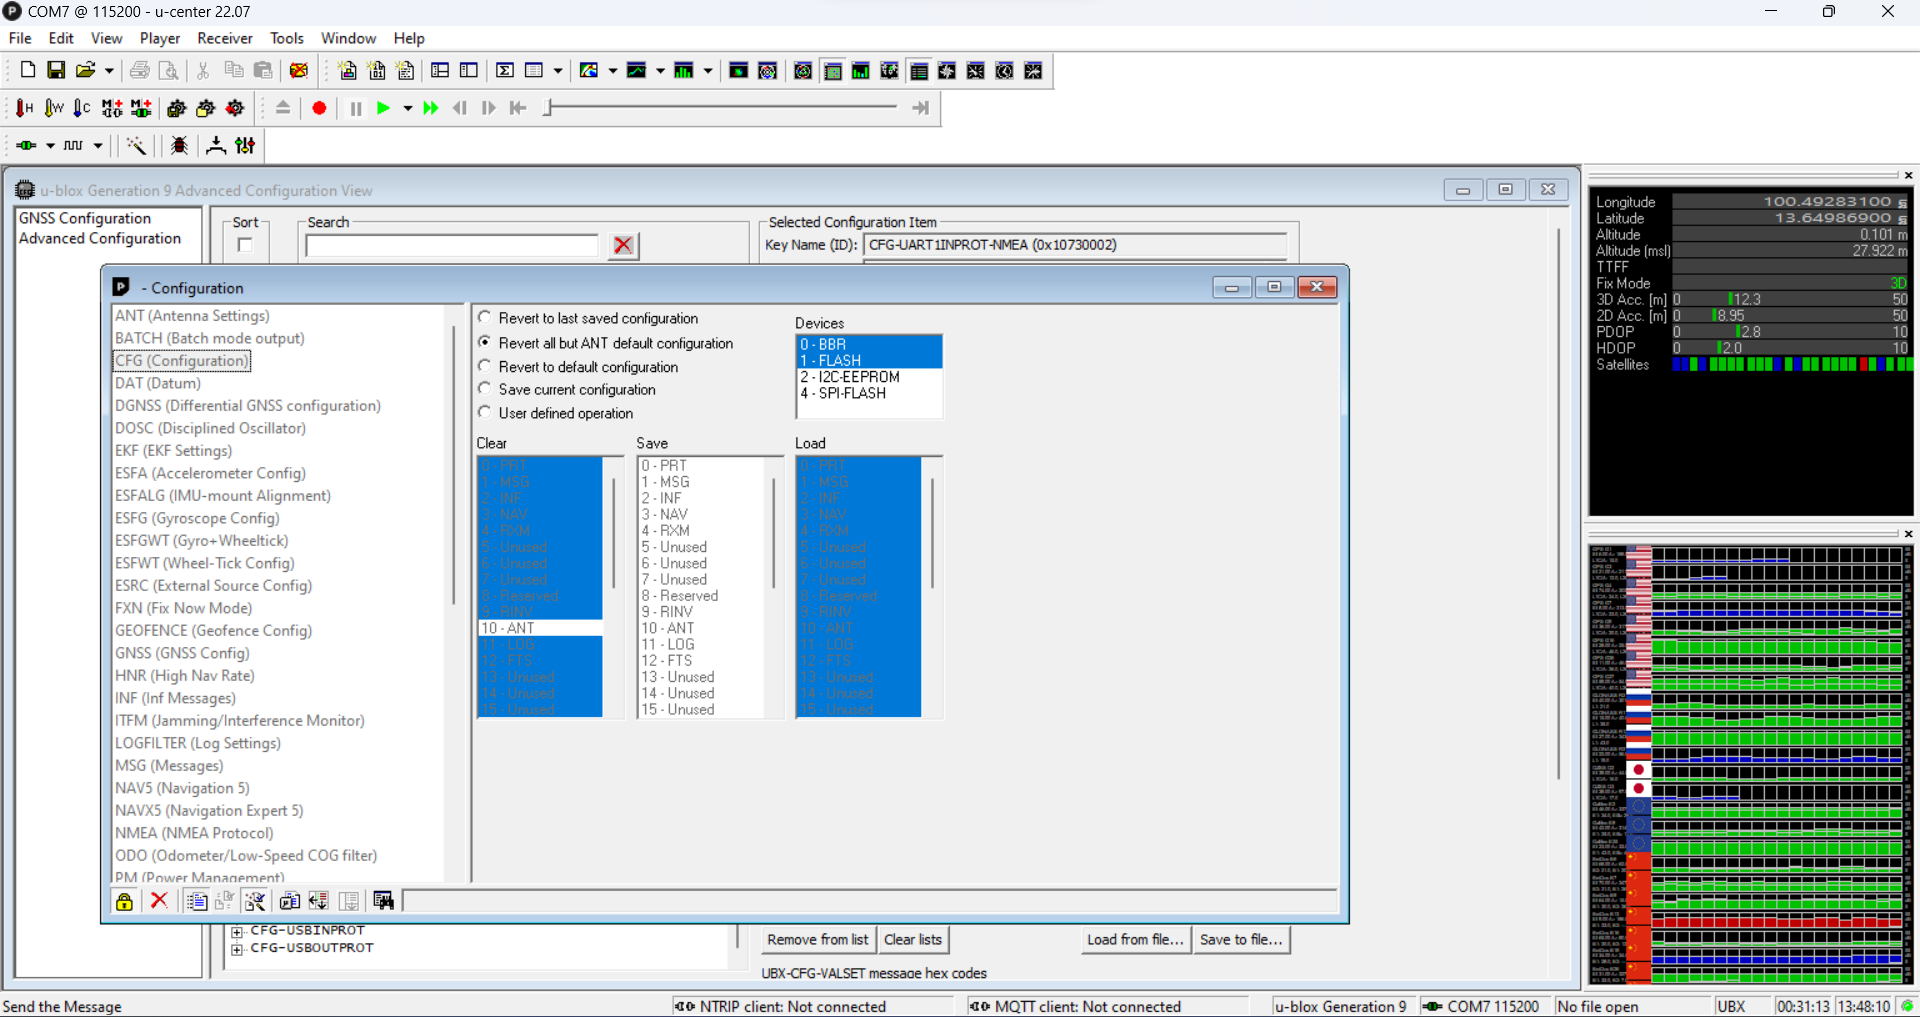 COM7 @ 115200 - u-center 22.07
File Edit View Player Receiver Tools Window Help
u-blox Generation 9 Advanced Configuration View
GNSS Configuration
Advanced Configuration
Sort
Search
Selected Configuration Item
Key Name (ID): CFG-UART1INPROT-NMEA (0x10730002)
- Configuration
ANT (Antenna Settings)
BATCH (Batch mode output)
CFG (Configuration)
DAT (Datum)
DGNSS (Differential GNSS configuration)
DOSC (Disciplined Oscillator)
EKF (EKF Settings)
ESFA (Accelerometer Config)
ESFALG (IMU-mount Alignment)
ESFG (Gyroscope Config)
ESFGWT (Gyro+Wheeltick)
ESFWT (Wheel-Tick Config)
ESRC (External Source Config)
FXN (Fix Now Mode)
GEOFENCE (Geofence Config)
GNSS (GNSS Config)
HNR (High Nav Rate)
INF (Inf Messages)
ITFM (Jamming/Interference Monitor)
LOGFILTER (Log Settings)
MSG (Messages)
NAV5 (Navigation 5)
NAVX5 (Navigation Expert 5)
NMEA (NMEA Protocol)
ODO (Odometer/Low-Speed COG filter)
PM (Power Management)
Revert to last saved configuration
Revert all but ANT default configuration
Revert to default configuration
Save current configuration
User defined operation
Devices
0 - BBR
1 - FLASH
2 - I2C-EEPROM
4 - SPI-FLASH
Clear
0 - PRT
1 - MSG
2 - INF
3 - NAV
4 - RXM
5 - Unused
6 - Unused
7 - Unused
8 - Reserved
9 - RINV
10 - ANT
11 - LOG
12 - FTS
13 - Unused
14 - Unused
15 - Unused
Save
0 - PRT
1 - MSG
2 - INF
3 - NAV
4 - RXM
5 - Unused
6 - Unused
7 - Unused
8 - Reserved
9 - RINV
10 - ANT
11 - LOG
12 - FTS
13 - Unused
14 - Unused
15 - Unused
Load
0 - PRT
1 - MSG
2 - INF
3 - NAV
4 - RXM
5 - Unused
6 - Unused
7 - Unused
8 - Reserved
9 - RINV
10 - ANT
11 - LOG
12 - FTS
13 - Unused
14 - Unused
15 - Unused
CFG-USBINPROT
CFG-USBOUTPROT
Remove from list Clear lists Load from file... Save to file...
UBX-CFG-VALSET message hex codes
Longitude 100.49283100
Latitude 13.64986900
Altitude 0.101 m
Altitude (msl) 27.922 m
TTFF
Fix Mode 3D
3D Acc. [m] 0 12.3 50
2D Acc. [m] 0 8.95 50
PDOP 0 2.8 10
HDOP 0 2.0 10
Satellites
Send the Message NTRIP client: Not connected MQTT client: Not connected u-blox Generation 9 COM7 115200 No file open UBX 00:31:13 13:48:10